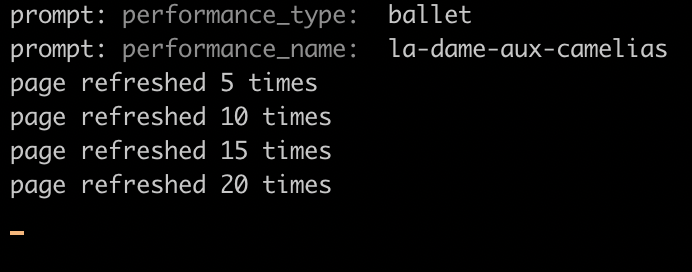 prompt: performance_type:  ballet
prompt: performance_name:  la-dame-aux-camelias
page refreshed 5 times
page refreshed 10 times
page refreshed 15 times
page refreshed 20 times